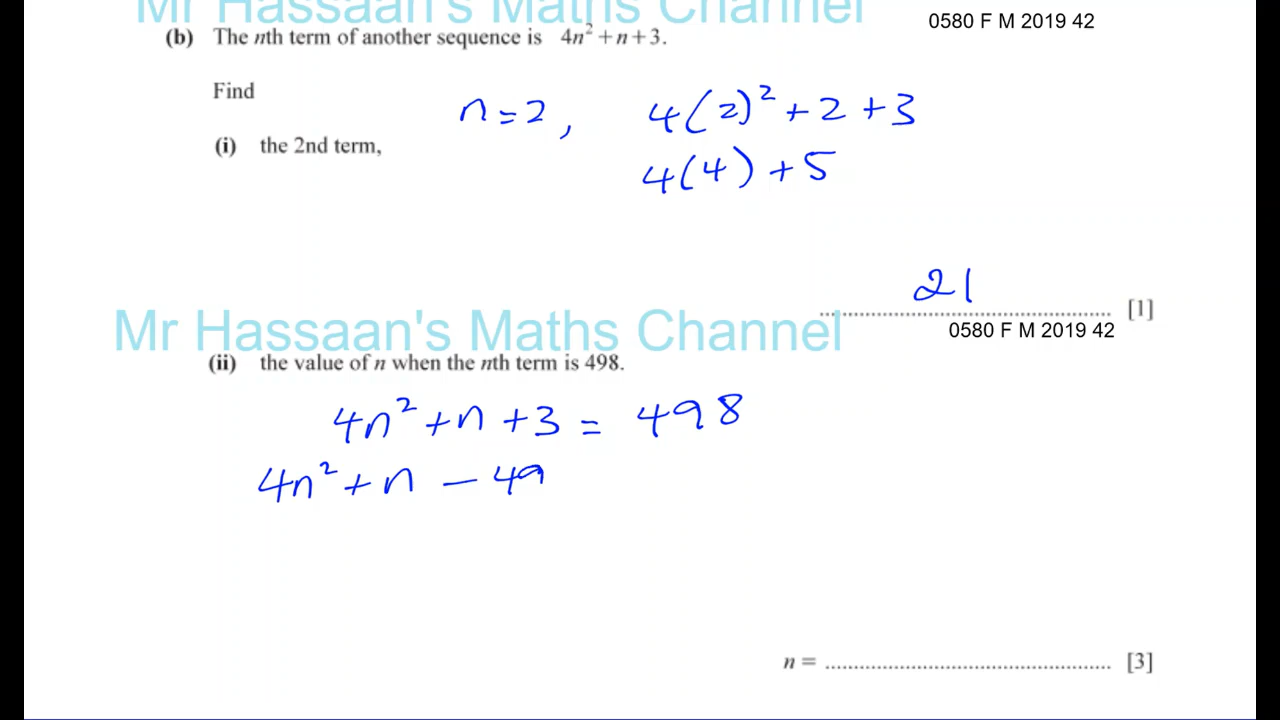 Mr Hassaan's Maths Channel
0580 F M 2019 42
(b) The nth term of another sequence is 4n² + n + 3.
Find
n = 2, 4(2)² + 2 + 3
(i) the 2nd term,
4(4) + 5
21
................................................ [1]
Mr Hassaan's Maths Channel
0580 F M 2019 42
(ii) the value of n when the nth term is 498.
4n² + n + 3 = 498
4n² + n - 49
n = ................................................ [3]